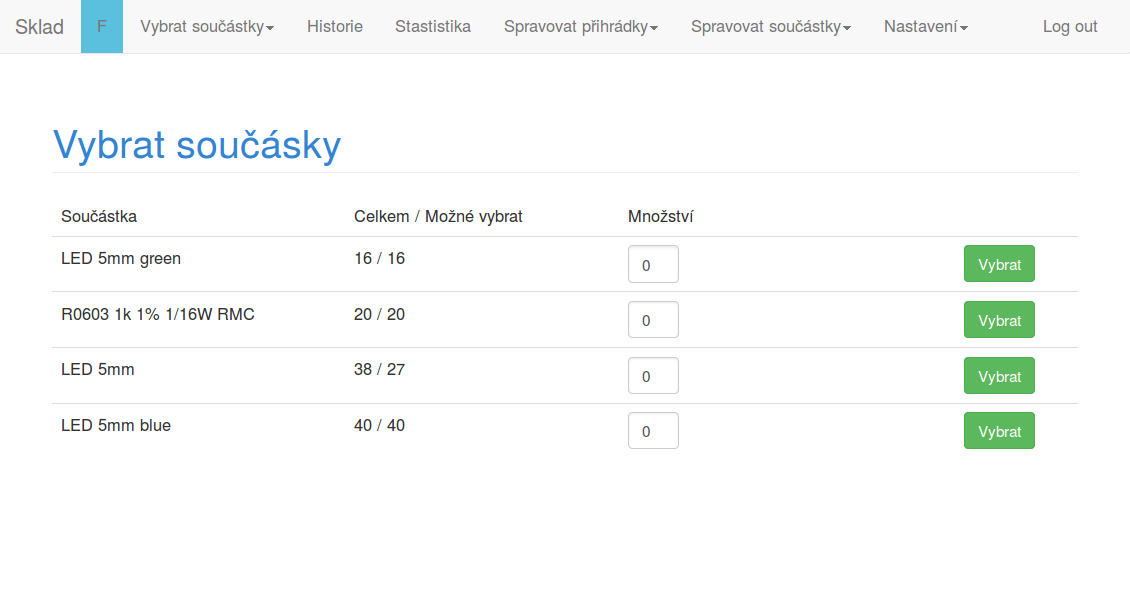 Sklad F Vybrat součástky Historie Stastistika Spravovat přihrádky Spravovat součástky Nastavení Log out
Vybrat součásky
Součástka Celkem / Možné vybrat Množství
LED 5mm green 16 / 16 0 Vybrat
R0603 1k 1% 1/16W RMC 20 / 20 0 Vybrat
LED 5mm 38 / 27 0 Vybrat
LED 5mm blue 40 / 40 0 Vybrat